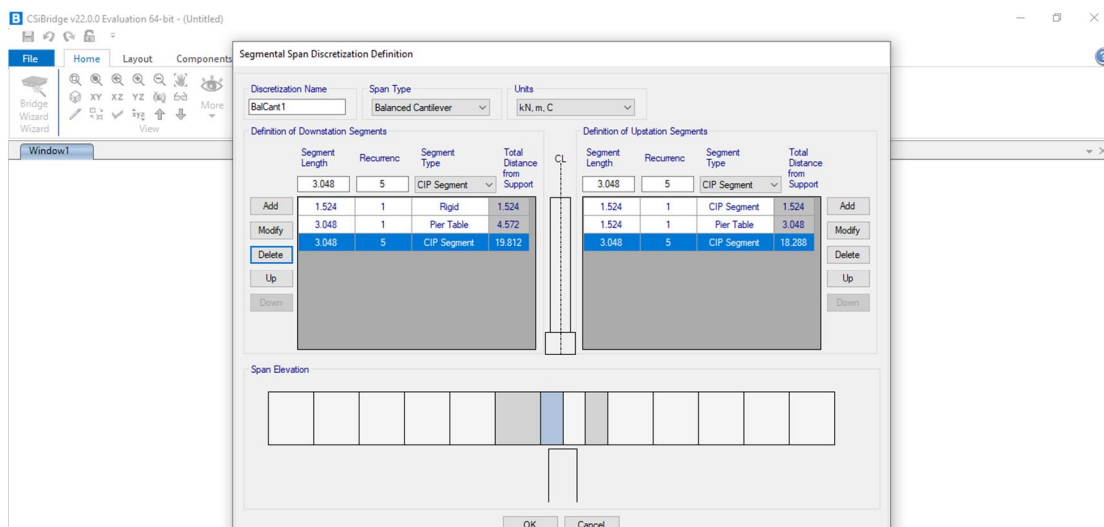 B CSiBridge v22.0.0 Evaluation 64-bit - (Untitled)
File Home Layout Components
Bridge Wizard
XY XZ YZ
More
Wizard View
Window1
Segmental Span Discretization Definition
Discretization Name Span Type Units
BalCant1 Balanced Cantilever kN, m, C
Definition of Downstation Segments
Segment Length Recurrenc Segment Type Total Distance from Support
3.048 5 CIP Segment
Add
Modify
Delete
Up
Down
1.524 1 Rigid 1.524
3.048 1 Pier Table 4.572
3.048 5 CIP Segment 19.812
CL
Definition of Upstation Segments
Segment Length Recurrenc Segment Type Total Distance from Support
3.048 5 CIP Segment
1.524 1 CIP Segment 1.524
1.524 1 Pier Table 3.048
3.048 5 CIP Segment 18.288
Add
Modify
Delete
Up
Down
Span Elevation
OK Cancel